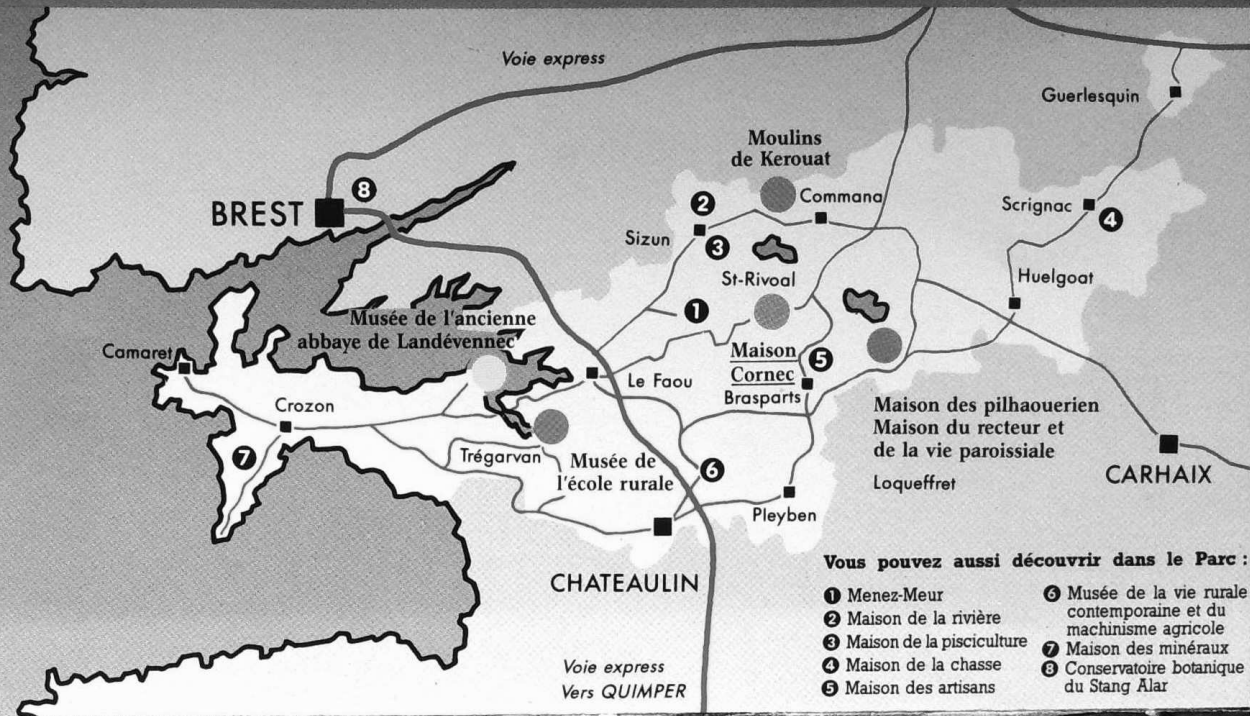 Voie express
Guerlesquin
Moulins
de Kerouat
8
BREST
2
Commana
Scrignac
4
Sizun
3
St-Rivoal
Huelgoat
1
Musée de l'ancienne
abbaye de Landévennec
Camaret
Maison
Cornec
5
Le Faou
Brasparts
Crozon
Maison des pilhaouerien
Maison du recteur et
de la vie paroissiale
Loqueffret
7
Trégarvan
Musée de
l'école rurale
6
CARHAIX
Pleyben
CHATEAULIN
Vous pouvez aussi découvrir dans le Parc :
1 Menez-Meur
2 Maison de la rivière
3 Maison de la pisciculture
4 Maison de la chasse
5 Maison des artisans
6 Musée de la vie rurale
contemporaine et du
machinisme agricole
7 Maison des minéraux
8 Conservatoire botanique
du Stang Alar
Voie express
Vers QUIMPER